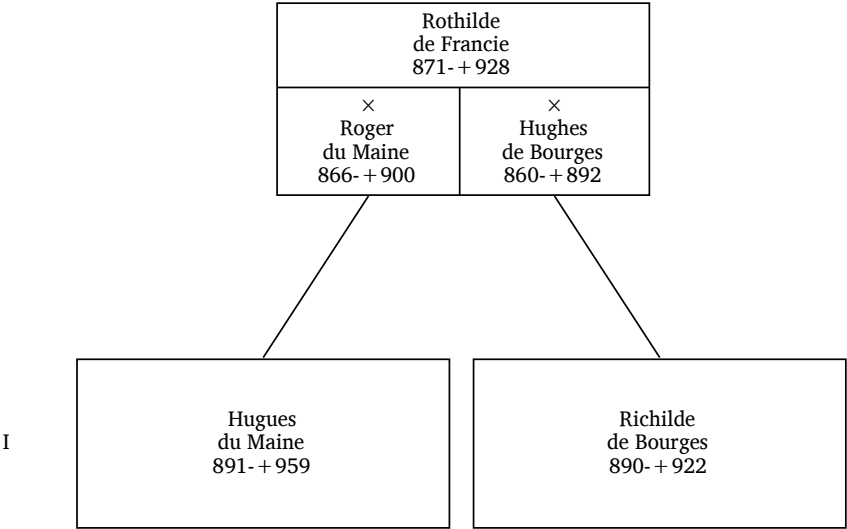 Rothilde
de Francie
871-+928
×
Roger
du Maine
866-+900
×
Hughes
de Bourges
860-+892
I
Hugues
du Maine
891-+959
Richilde
de Bourges
890-+922